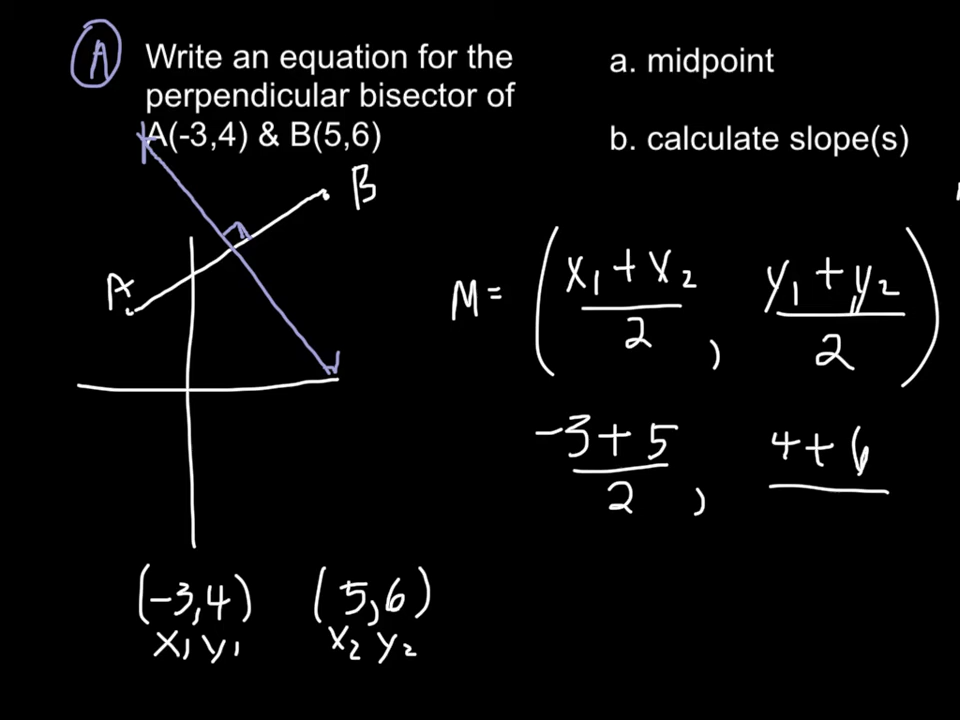 A
Write an equation for the
perpendicular bisector of
A(-3,4) & B(5,6)
a. midpoint
b. calculate slope(s)
B
A
M = (x₁ + x₂ / 2 , y₁ + y₂ / 2)
-3 + 5 / 2 , 4 + 6
(-3,4) (5,6)
x₁ y₁ x₂ y₂